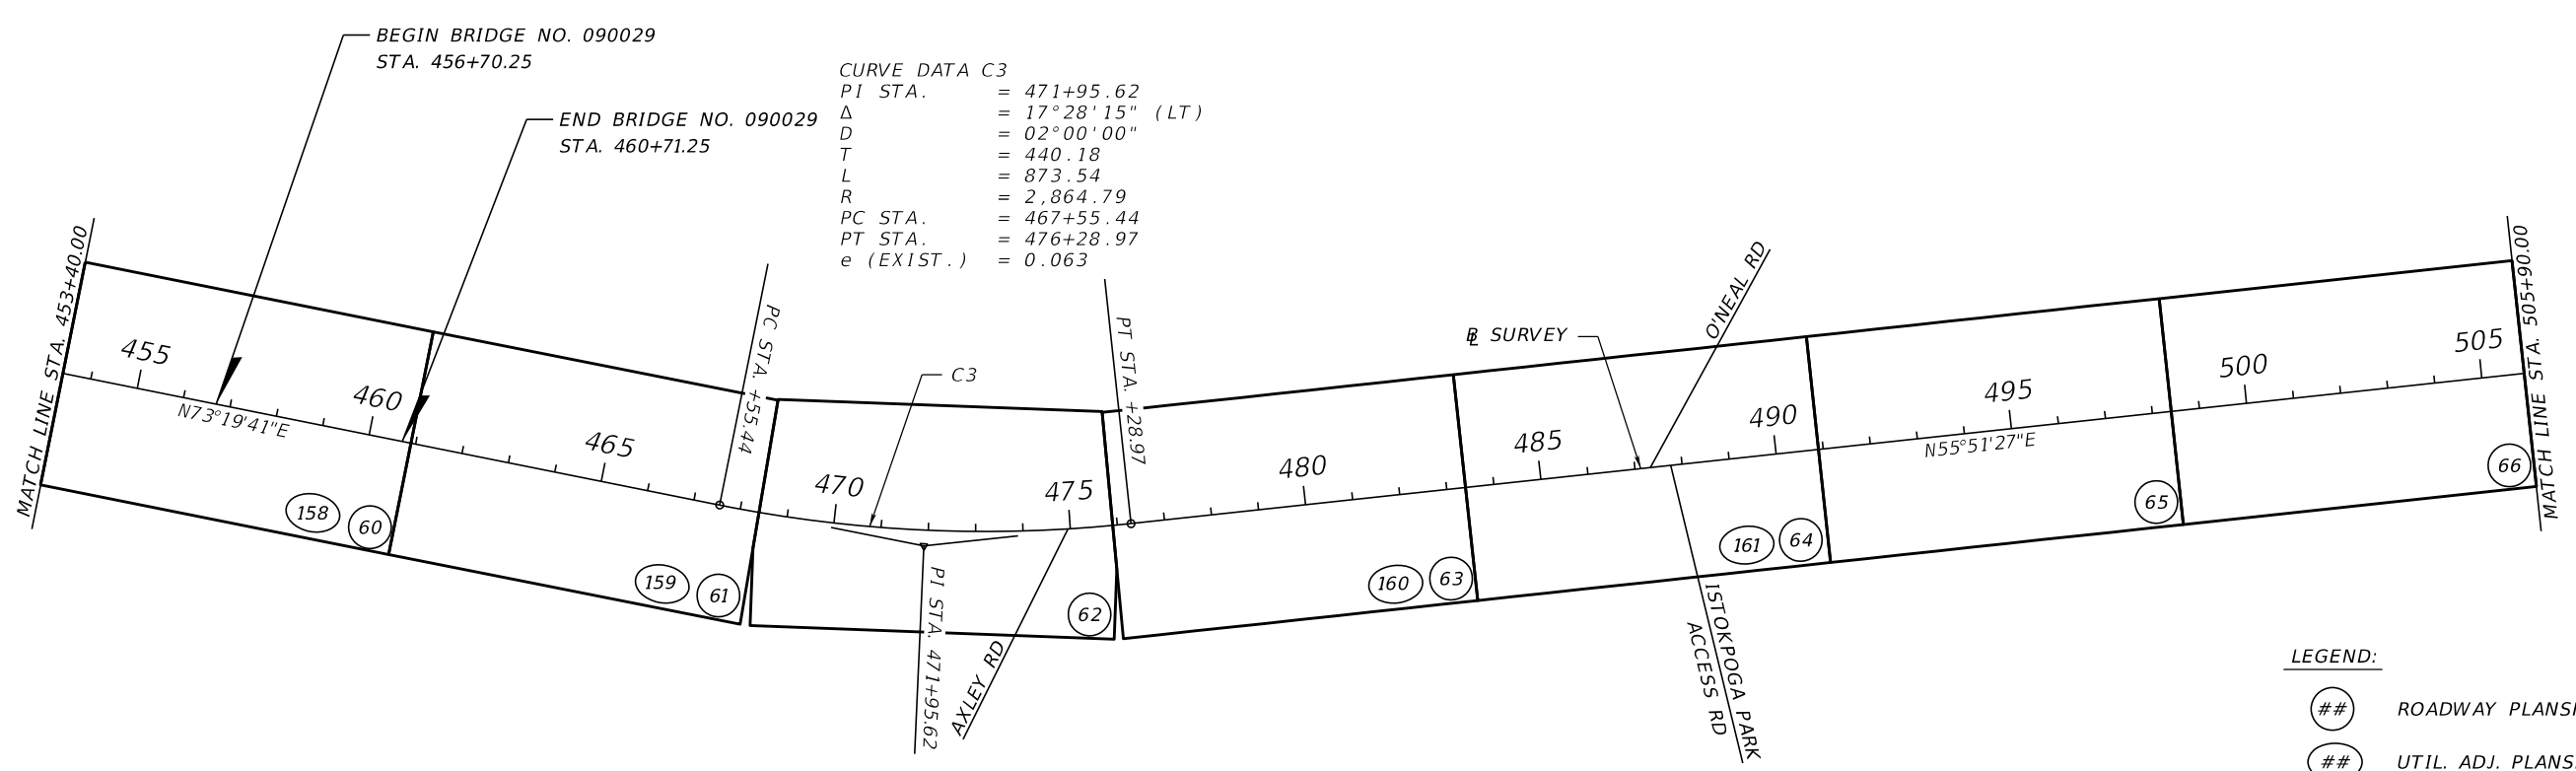 BEGIN BRIDGE NO. 090029
STA. 456+70.25
END BRIDGE NO. 090029
STA. 460+71.25
CURVE DATA C3
PI STA. = 471+95.62
Δ = 17°28'15" (LT)
D = 02°00'00"
T = 440.18
L = 873.54
R = 2,864.79
PC STA. = 467+55.44
PT STA. = 476+28.97
e (EXIST.) = 0.063
MATCH LINE STA. 453+40.00
455
460
465
470
475
480
485
490
495
500
505
N73°19'41"E
PC STA. +55.44
C3
PT STA. +28.97
BL SURVEY
O'NEAL RD
N55°51'27"E
MATCH LINE STA. 505+90.00
158
60
159
61
62
160
63
161
64
65
66
PI STA. 471+95.62
AXLEY RD
ISTOKPOGA PARK
ACCESS RD
LEGEND:
## ROADWAY PLANS
## UTIL. ADJ. PLANS